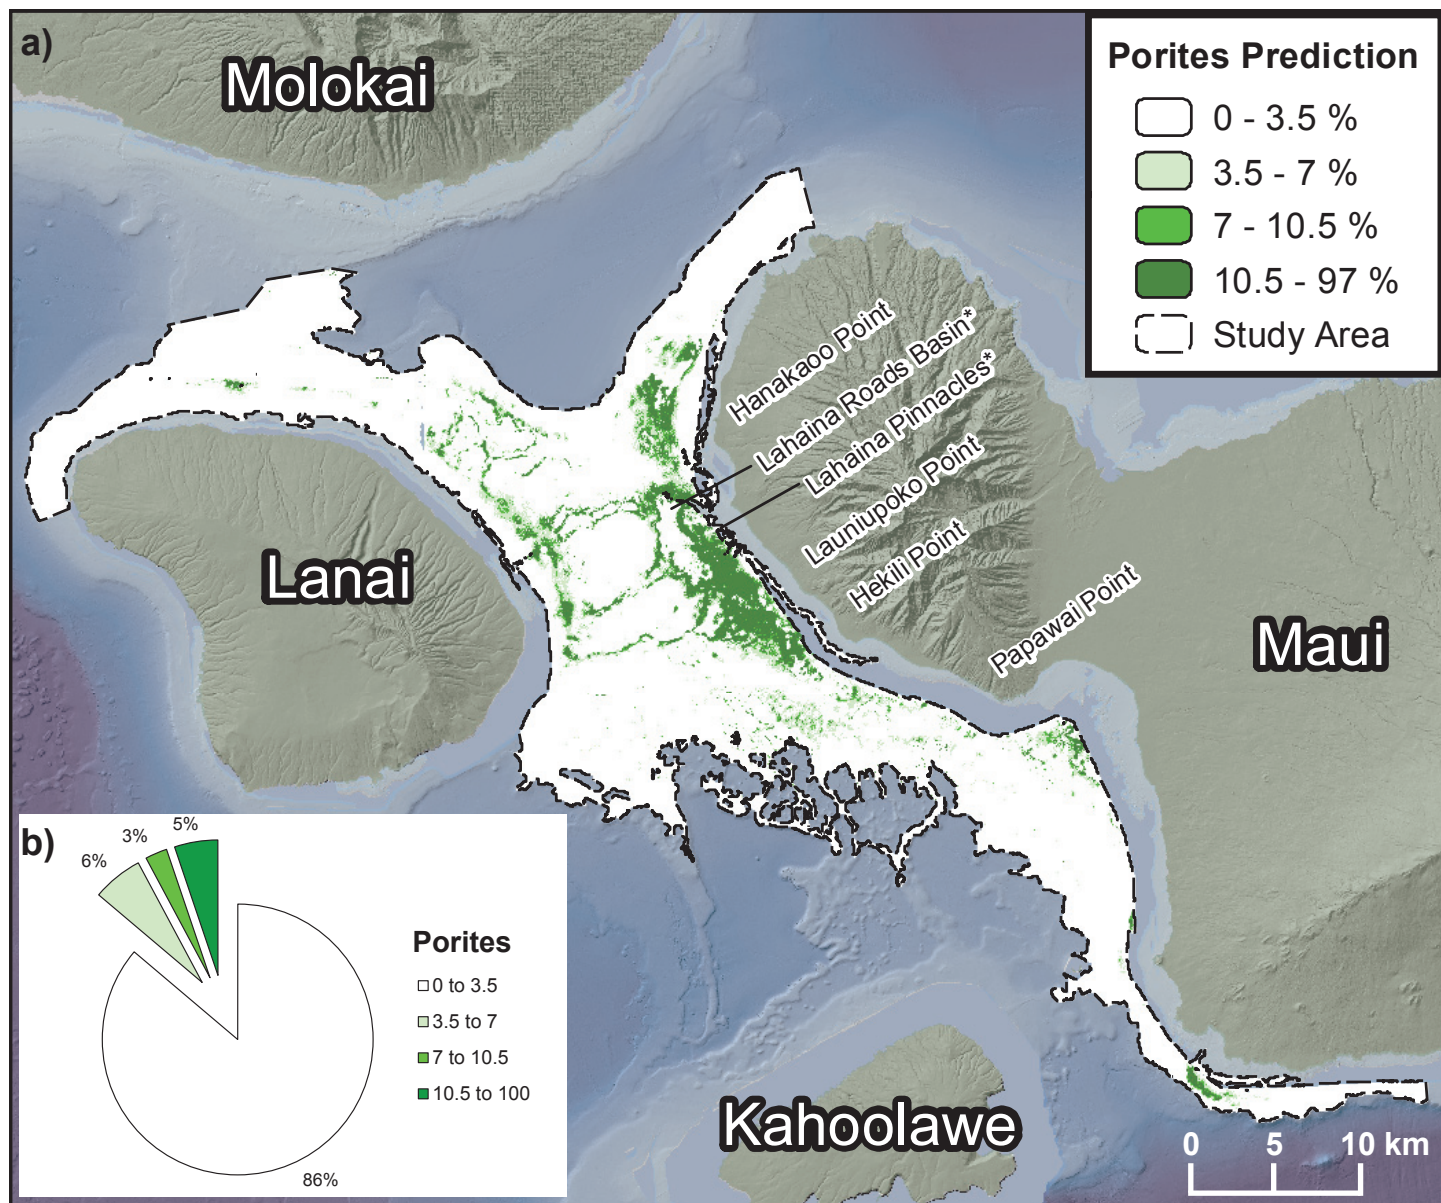 a)
Molokai
Porites Prediction
0 - 3.5 %
3.5 - 7 %
7 - 10.5 %
10.5 - 97 %
Study Area
Hanakaoo Point
Lahaina Roads Basin*
Lahaina Pinnacles*
Launiupoko Point
Hekili Point
Papawai Point
Lanai
Maui
b)
6%
3%
5%
86%
Porites
0 to 3.5
3.5 to 7
7 to 10.5
10.5 to 100
Kahoolawe
0 5 10 km